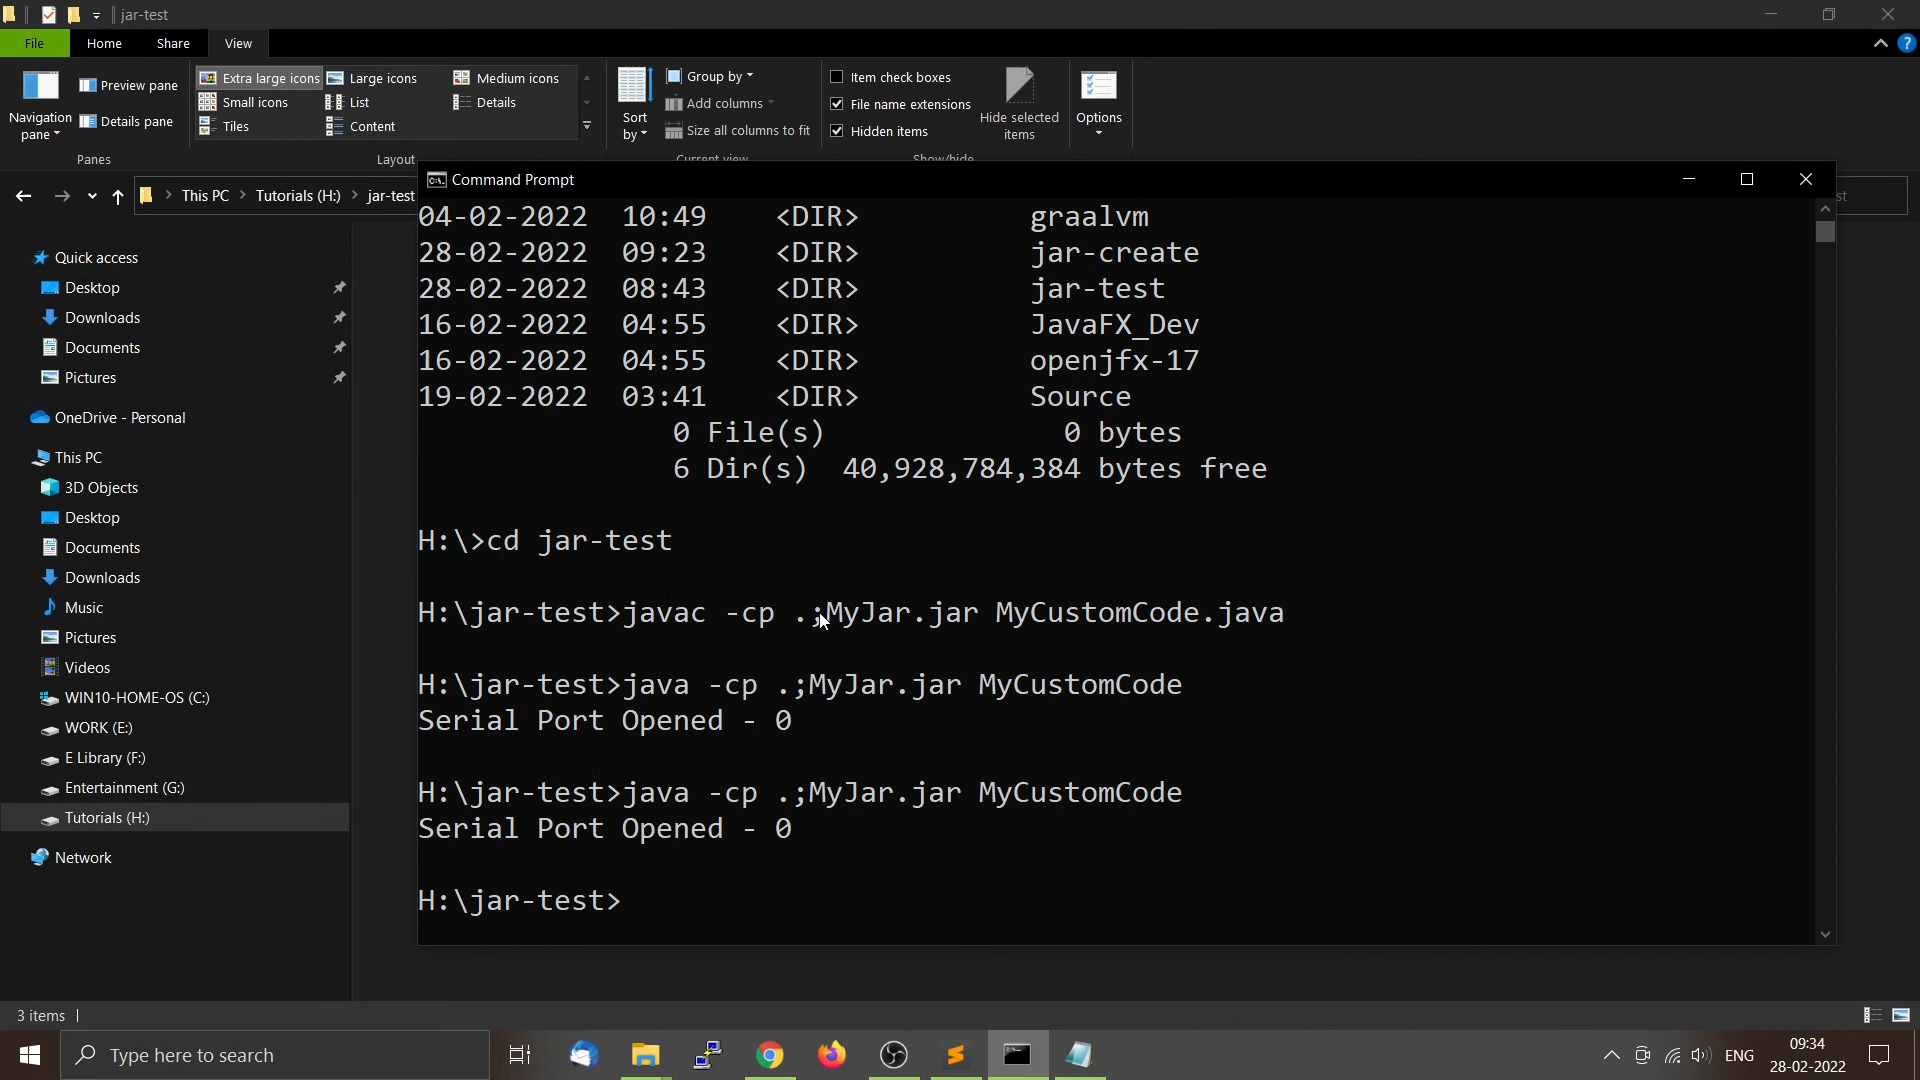 jar-test
File
Home
Share
View
Navigation pane
Preview pane
Details pane
Panes
Extra large icons
Large icons
Medium icons
Small icons
List
Details
Tiles
Content
Layout
Sort by
Group by
Add columns
Size all columns to fit
Current view
Item check boxes
File name extensions
Hidden items
Hide selected items
Show/hide
Options
This PC
Tutorials (H:)
jar-test
Quick access
Desktop
Downloads
Documents
Pictures
OneDrive - Personal
This PC
3D Objects
Desktop
Documents
Downloads
Music
Pictures
Videos
WIN10-HOME-OS (C:)
WORK (E:)
E Library (F:)
Entertainment (G:)
Tutorials (H:)
Network
Command Prompt
04-02-2022  10:49    <DIR>          graalvm
28-02-2022  09:23    <DIR>          jar-create
28-02-2022  08:43    <DIR>          jar-test
16-02-2022  04:55    <DIR>          JavaFX_Dev
16-02-2022  04:55    <DIR>          openjfx-17
19-02-2022  03:41    <DIR>          Source
0 File(s)              0 bytes
6 Dir(s)  40,928,784,384 bytes free
H:\>cd jar-test
H:\jar-test>javac -cp .;MyJar.jar MyCustomCode.java
H:\jar-test>java -cp .;MyJar.jar MyCustomCode
Serial Port Opened - 0
H:\jar-test>java -cp .;MyJar.jar MyCustomCode
Serial Port Opened - 0
H:\jar-test>
3 items
Type here to search
ENG
09:34
28-02-2022